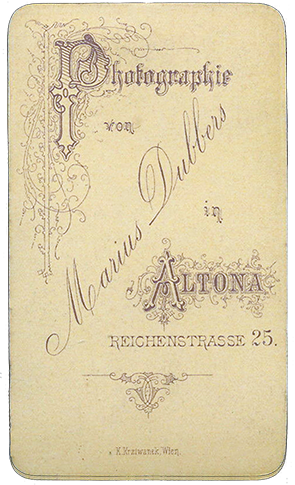 Photographie
von
Marius Dubbers
in
ALTONA
REICHENSTRASSE 25.
K. Krziwanek, Wien.